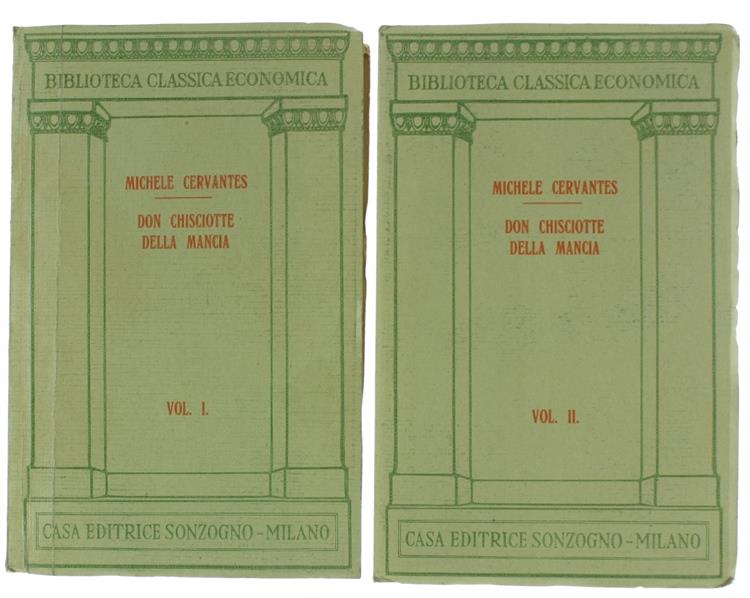 BIBLIOTECA CLASSICA ECONOMICA
MICHELE CERVANTES
DON CHISCIOTTE
DELLA MANCIA
VOL. I.
CASA EDITRICE SONZOGNO-MILANO
BIBLIOTECA CLASSICA ECONOMICA
MICHELE CERVANTES
DON CHISCIOTTE
DELLA MANCIA
VOL. II.
CASA EDITRICE SONZOGNO-MILANO